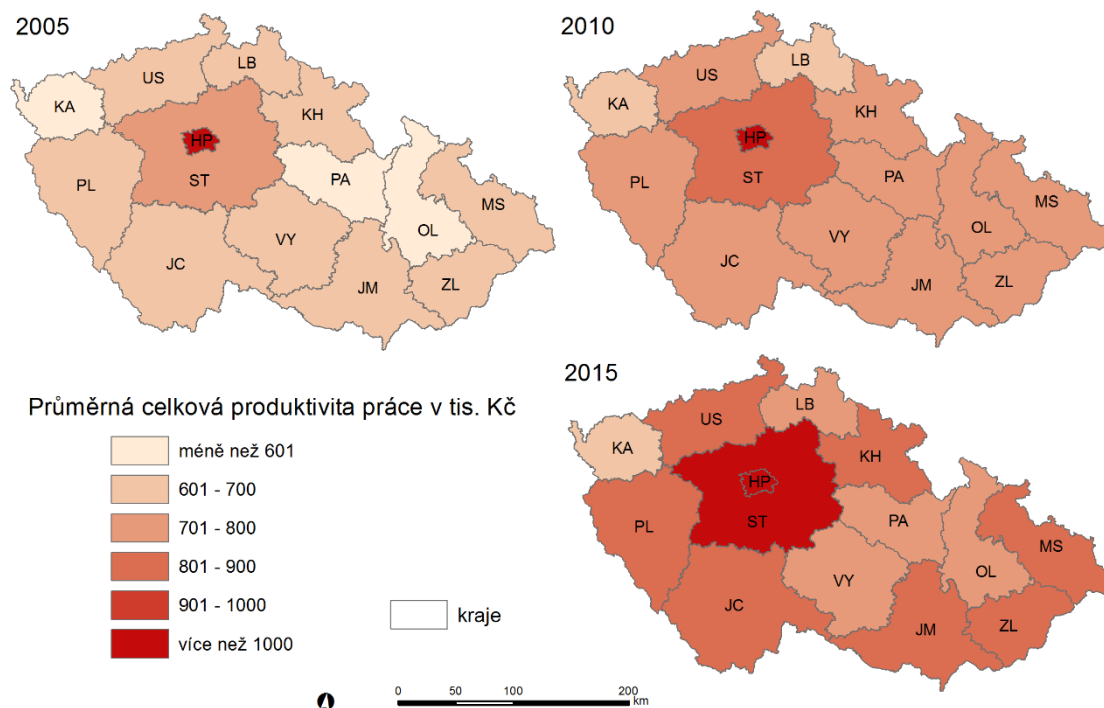 2005
KA
US
LB
KH
HP
PL
ST
PA
OL
MS
VY
JC
JM
ZL
2010
KA
US
LB
KH
HP
PL
ST
PA
OL
MS
VY
JC
JM
ZL
2015
KA
US
LB
KH
HP
PL
ST
PA
OL
MS
VY
JC
JM
ZL
Průměrná celková produktivita práce v tis. Kč
méně než 601
601 - 700
701 - 800
801 - 900
901 - 1000
více než 1000
kraje
0 50 100 200
km